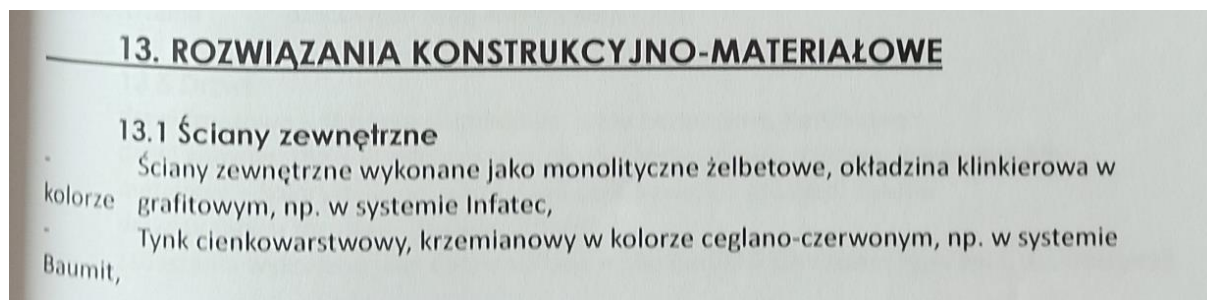 13. ROZWIĄZANIA KONSTRUKCYJNO-MATERIAŁOWE
13.1 Ściany zewnętrzne
- Ściany zewnętrzne wykonane jako monolityczne żelbetowe, okładzina klinkierowa w
kolorze grafitowym, np. w systemie Infatec,
- Tynk cienkowarstwowy, krzemianowy w kolorze ceglano-czerwonym, np. w systemie
Baumit,